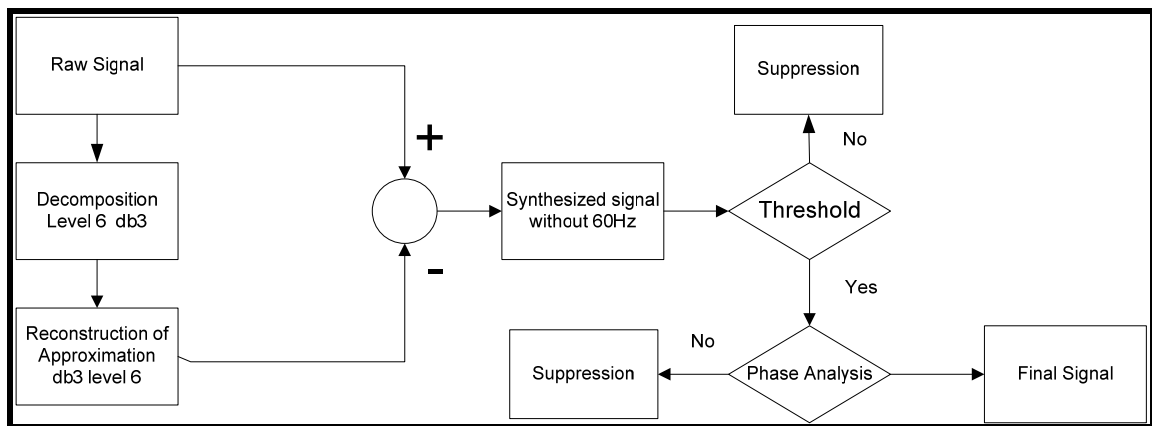 Raw Signal
Decomposition
Level 6 db3
Reconstruction of
Approximation
db3 level 6
+
-
Synthesized signal
without 60Hz
Threshold
No
Suppression
Yes
Phase Analysis
No
Suppression
Final Signal